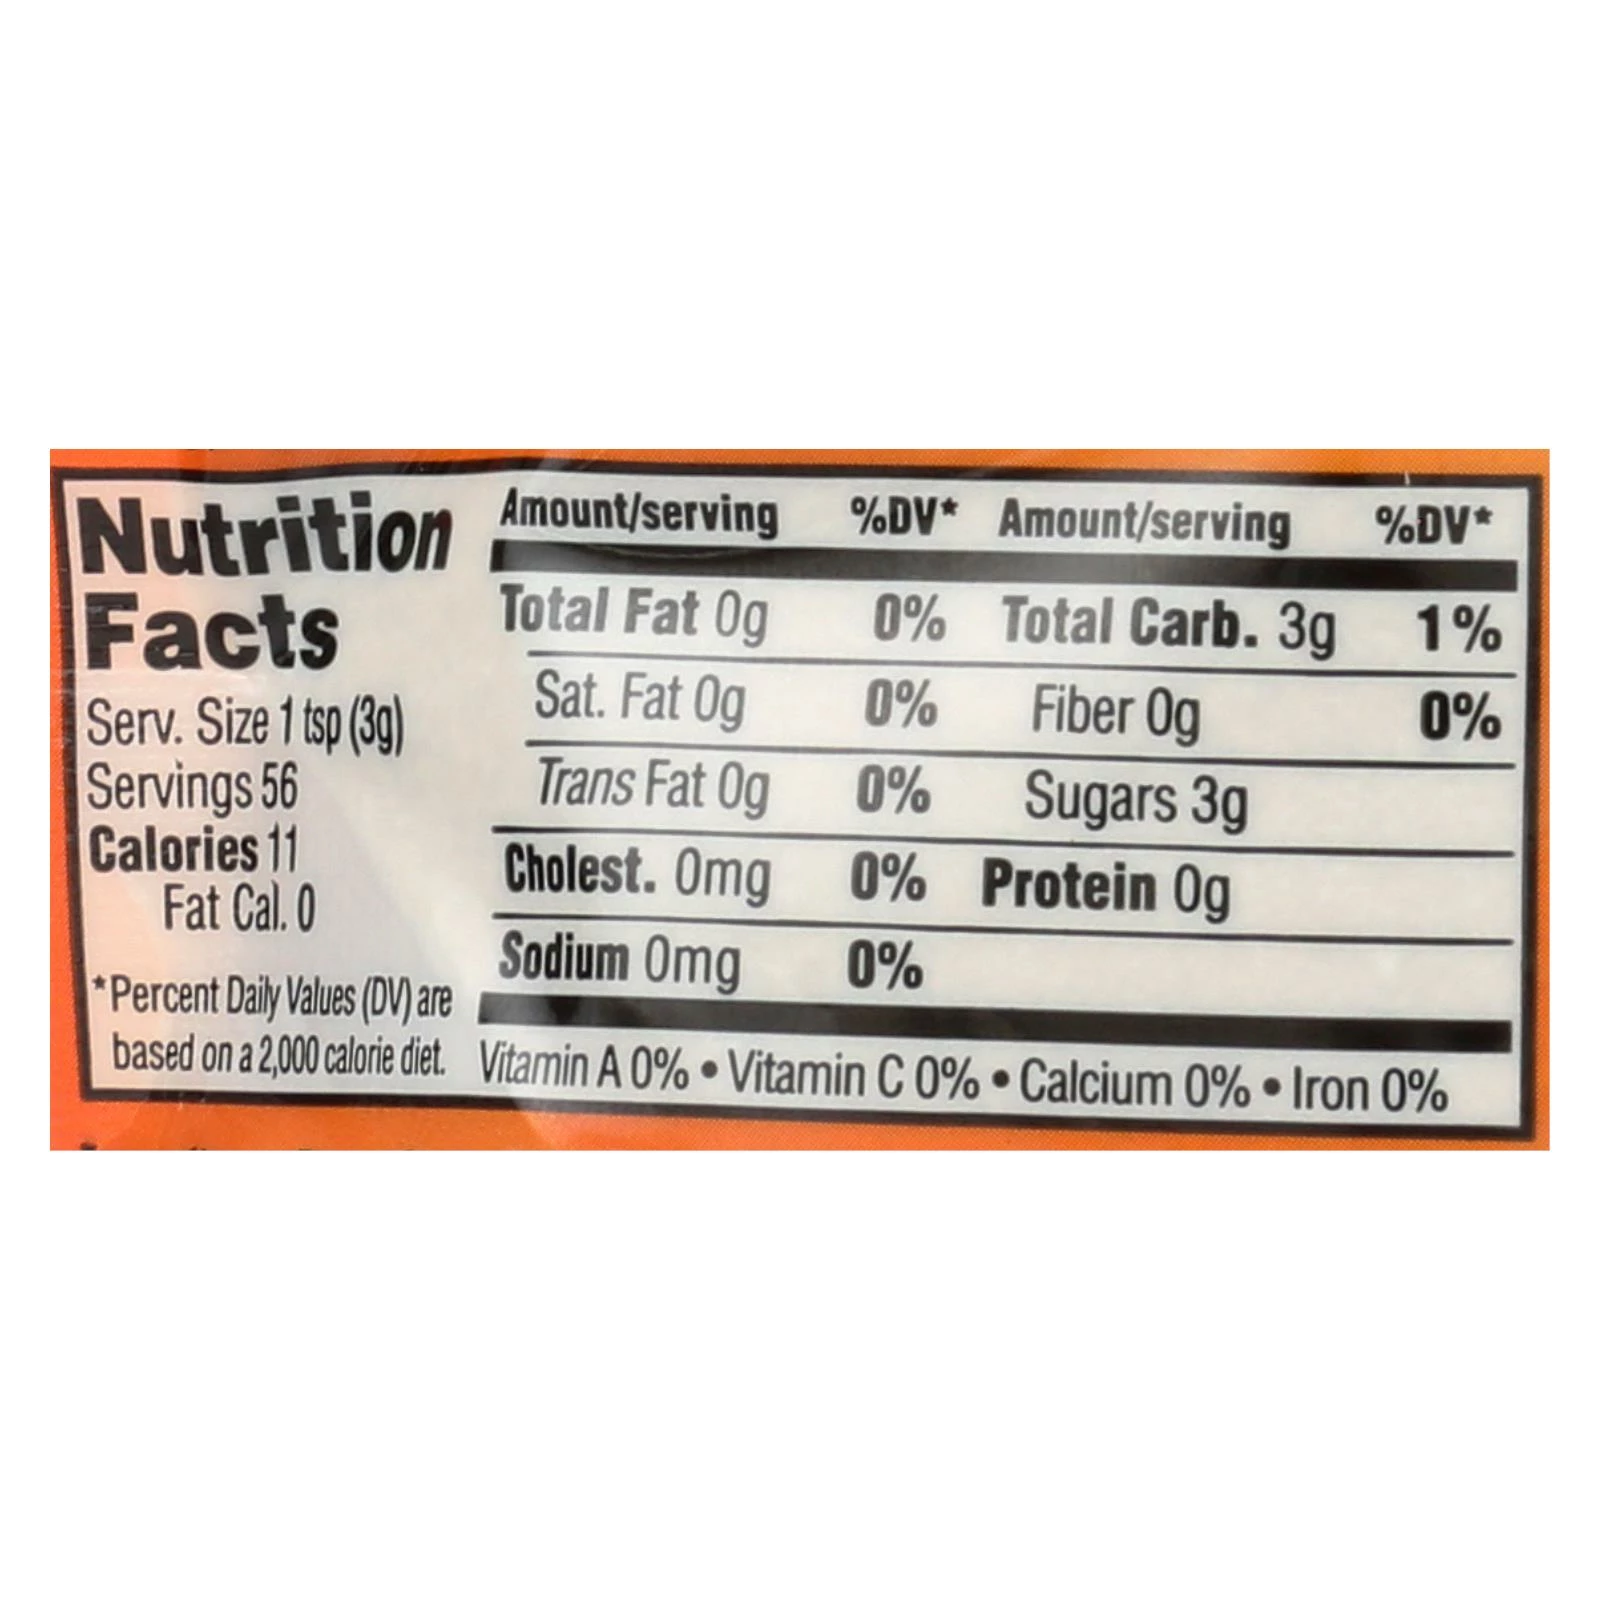 Nutrition
Facts
Serv. Size 1 tsp (3g)
Servings 56
Calories 11
Fat Cal. 0
*Percent Daily Values (DV) are
based on a 2,000 calorie diet.
Amount/serving %DV* Amount/serving %DV*
Total Fat 0g 0% Total Carb. 3g 1%
Sat. Fat 0g 0% Fiber 0g 0%
Trans Fat 0g 0% Sugars 3g
Cholest. 0mg 0% Protein 0g
Sodium 0mg 0%
Vitamin A 0% • Vitamin C 0% • Calcium 0% • Iron 0%